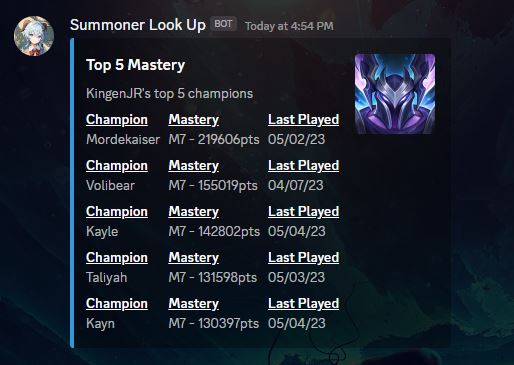 Summoner Look Up BOT Today at 4:54 PM
Top 5 Mastery
KingenJR's top 5 champions
Champion Mastery Last Played
Mordekaiser M7 - 219606pts 05/02/23
Champion Mastery Last Played
Volibear M7 - 155019pts 04/07/23
Champion Mastery Last Played
Kayle M7 - 142802pts 05/04/23
Champion Mastery Last Played
Taliyah M7 - 131598pts 05/03/23
Champion Mastery Last Played
Kayn M7 - 130397pts 05/04/23